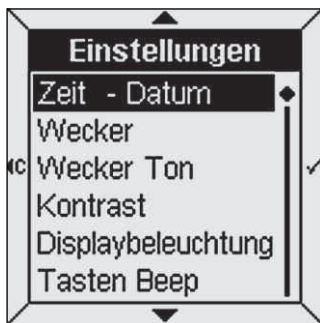 Einstellungen
Zeit - Datum
Wecker
Wecker Ton
Kontrast
Displaybeleuchtung
Tasten Beep